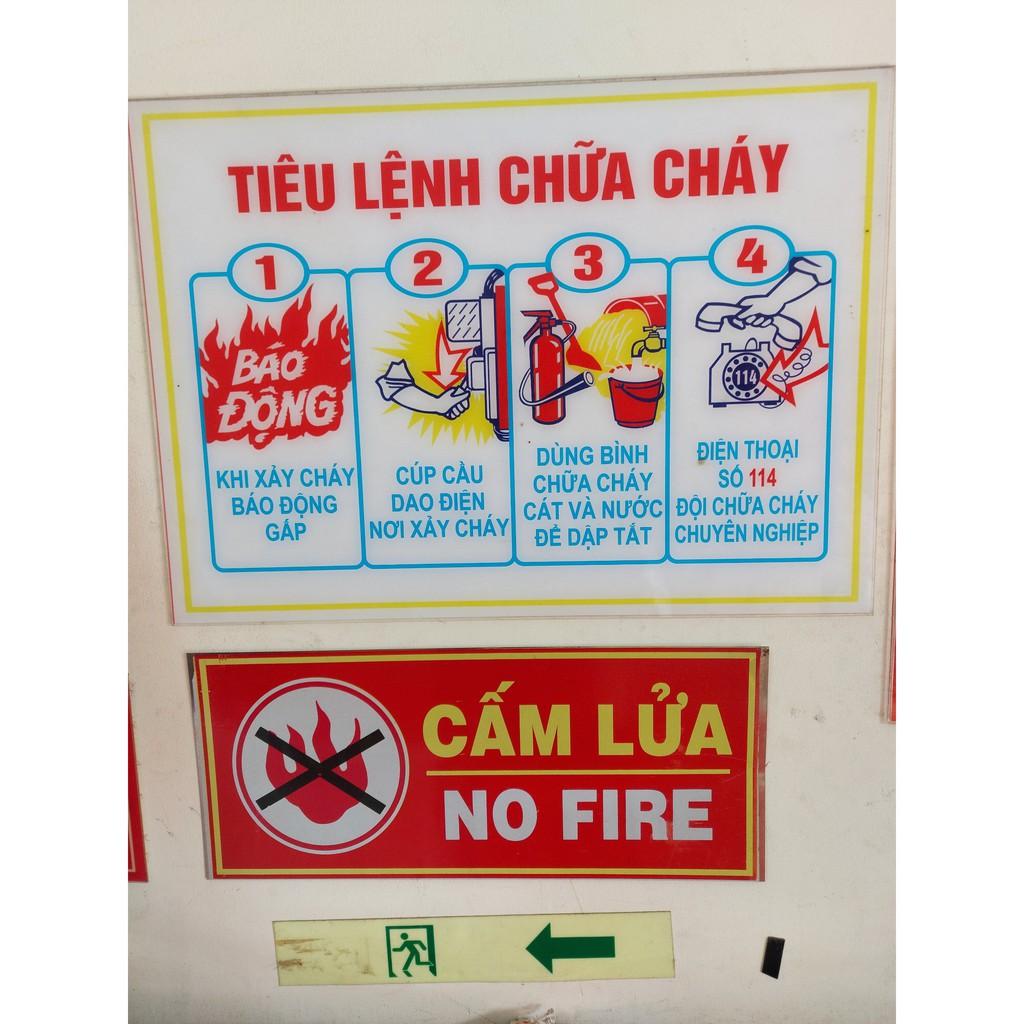 TIÊU LỆNH CHỮA CHÁY
1
BÁO
ĐỘNG
KHI XẢY CHÁY
BÁO ĐỘNG
GẤP
2
CÚP CẦU
DAO ĐIỆN
NƠI XẢY CHÁY
3
DÙNG BÌNH
CHỮA CHÁY
CÁT VÀ NƯỚC
ĐỂ DẬP TẮT
4
114
ĐIỆN THOẠI
SỐ 114
ĐỘI CHỮA CHÁY
CHUYÊN NGHIỆP
CẤM LỬA
NO FIRE